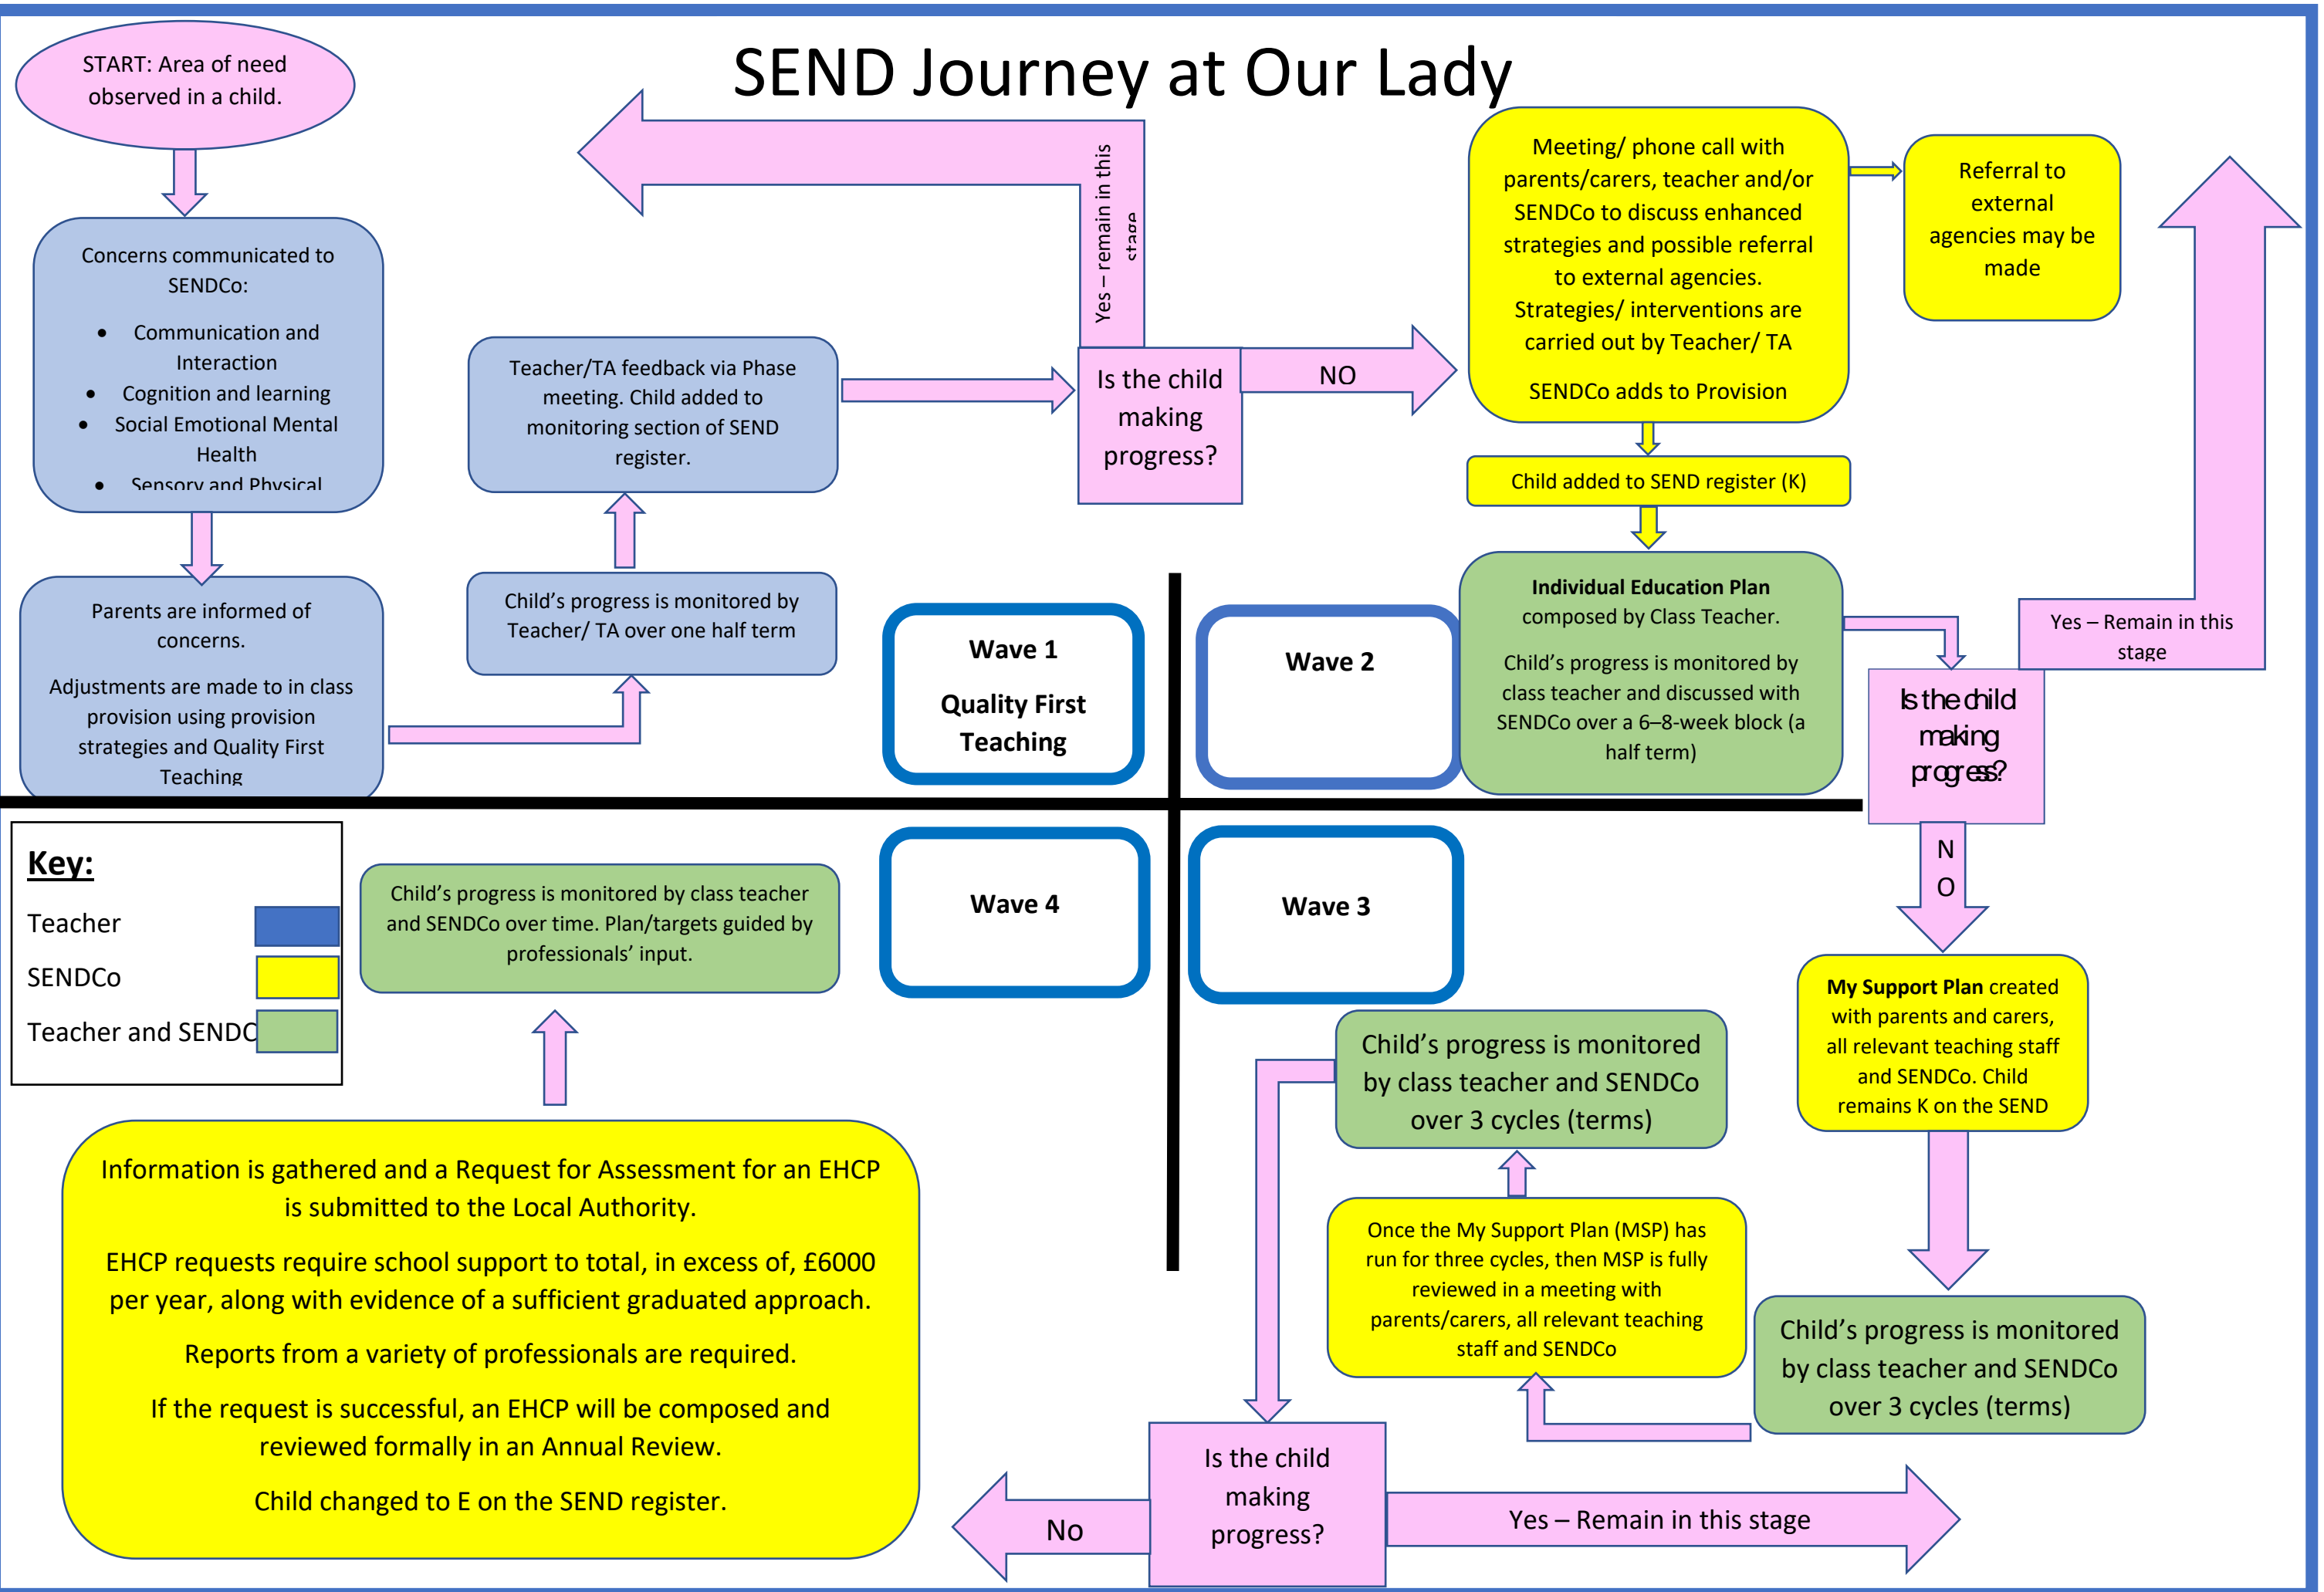 SEND Journey at Our Lady
START: Area of need
observed in a child.
Concerns communicated to
SENDCo:
• Communication and
Interaction
• Cognition and learning
• Social Emotional Mental
Health
• Sensory and Physical
Parents are informed of
concerns.
Adjustments are made to in class
provision using provision
strategies and Quality First
Teaching
Child's progress is monitored by
Teacher/ TA over one half term
Teacher/TA feedback via Phase
meeting. Child added to
monitoring section of SEND
register.
Is the child
making
progress?
Yes – remain in this
stage
NO
Wave 1
Quality First
Teaching
Meeting/ phone call with
parents/carers, teacher and/or
SENDCo to discuss enhanced
strategies and possible referral
to external agencies.
Strategies/ interventions are
carried out by Teacher/ TA
SENDCo adds to Provision
Referral to
external
agencies may be
made
Child added to SEND register (K)
Wave 2
Individual Education Plan
composed by Class Teacher.
Child's progress is monitored by
class teacher and discussed with
SENDCo over a 6–8-week block (a
half term)
Is the child
making
progress?
Yes – Remain in this
stage
N
O
Wave 3
My Support Plan created
with parents and carers,
all relevant teaching staff
and SENDCo. Child
remains K on the SEND
Child's progress is monitored
by class teacher and SENDCo
over 3 cycles (terms)
Once the My Support Plan (MSP) has
run for three cycles, then MSP is fully
reviewed in a meeting with
parents/carers, all relevant teaching
staff and SENDCo
Child's progress is monitored
by class teacher and SENDCo
over 3 cycles (terms)
Is the child
making
progress?
Yes – Remain in this stage
No
Wave 4
Information is gathered and a Request for Assessment for an EHCP
is submitted to the Local Authority.
EHCP requests require school support to total, in excess of, £6000
per year, along with evidence of a sufficient graduated approach.
Reports from a variety of professionals are required.
If the request is successful, an EHCP will be composed and
reviewed formally in an Annual Review.
Child changed to E on the SEND register.
Child's progress is monitored by class teacher
and SENDCo over time. Plan/targets guided by
professionals' input.
Key:
Teacher
SENDCo
Teacher and SENDC